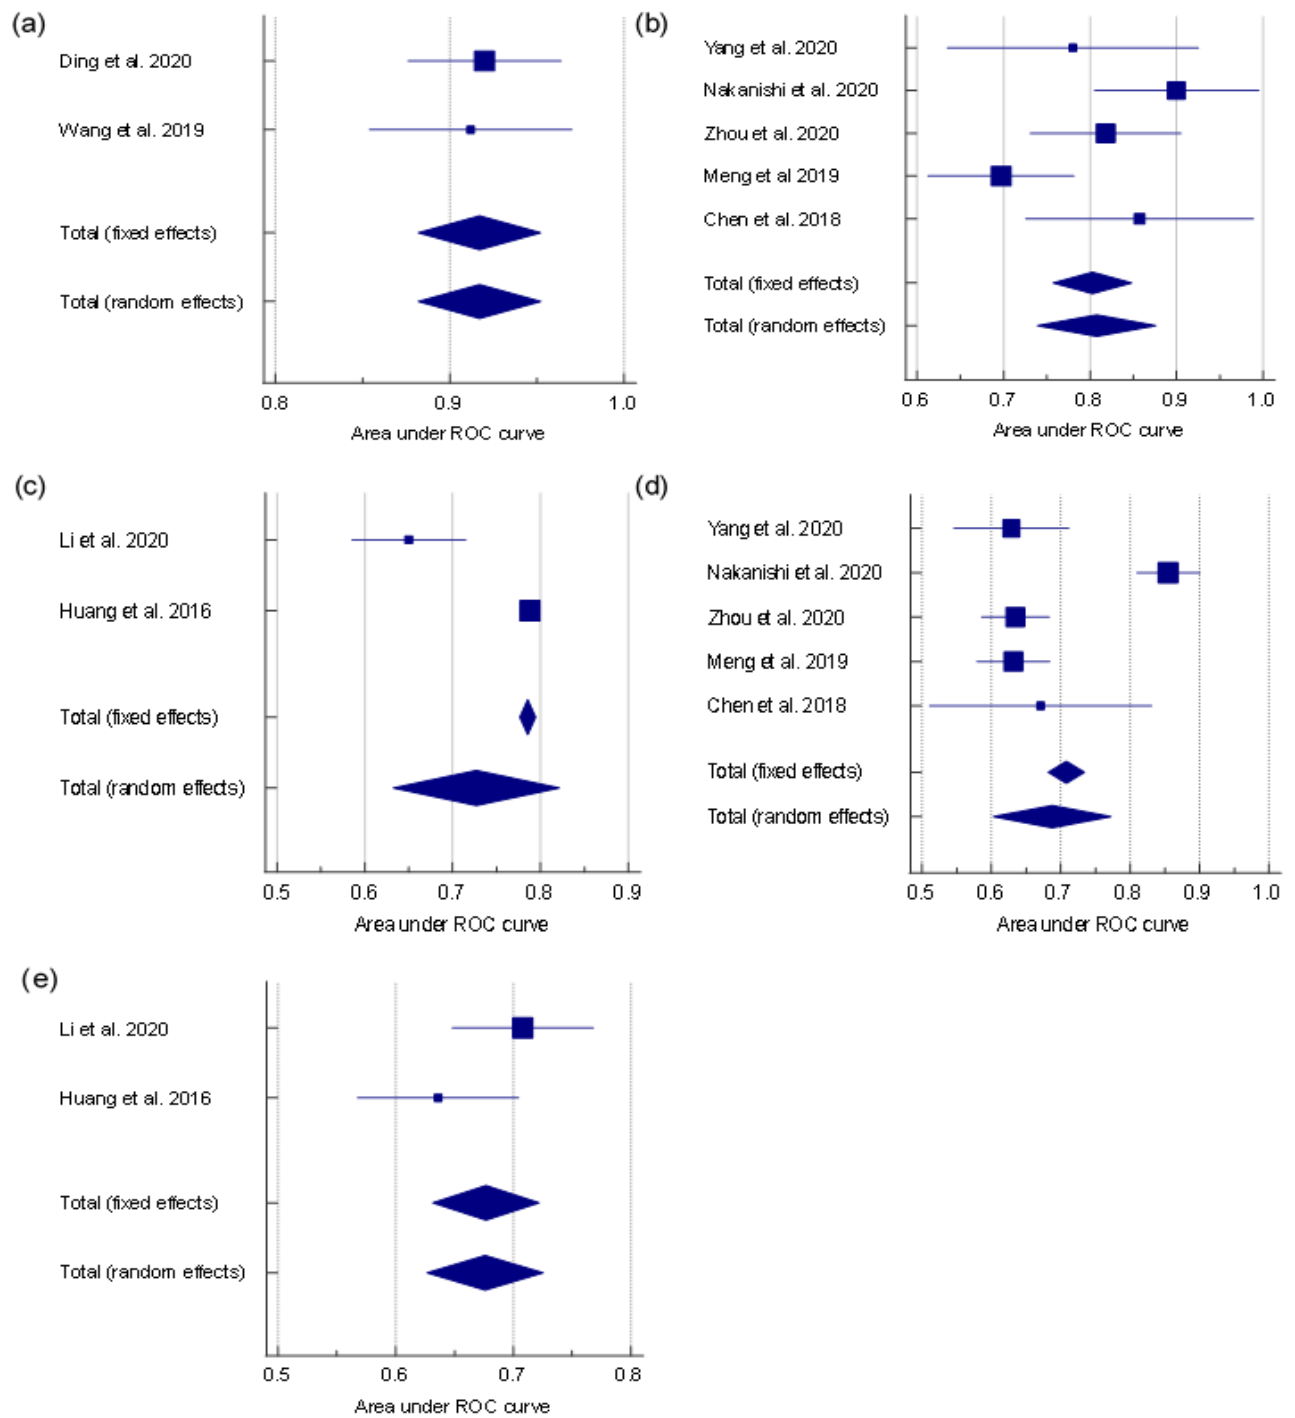 (a)
Ding et al. 2020
Wang et al. 2019
Total (fixed effects)
Total (random effects)
0.8 0.9 1.0
Area under ROC curve
(b)
Yang et al. 2020
Nakanishi et al. 2020
Zhou et al. 2020
Meng et al 2019
Chen et al. 2018
Total (fixed effects)
Total (random effects)
0.6 0.7 0.8 0.9 1.0
Area under ROC curve
(c)
Li et al. 2020
Huang et al. 2016
Total (fixed effects)
Total (random effects)
0.5 0.6 0.7 0.8 0.9
Area under ROC curve
(d)
Yang et al. 2020
Nakanishi et al. 2020
Zhou et al. 2020
Meng et al. 2019
Chen et al. 2018
Total (fixed effects)
Total (random effects)
0.5 0.6 0.7 0.8 0.9 1.0
Area under ROC curve
(e)
Li et al. 2020
Huang et al. 2016
Total (fixed effects)
Total (random effects)
0.5 0.6 0.7 0.8
Area under ROC curve